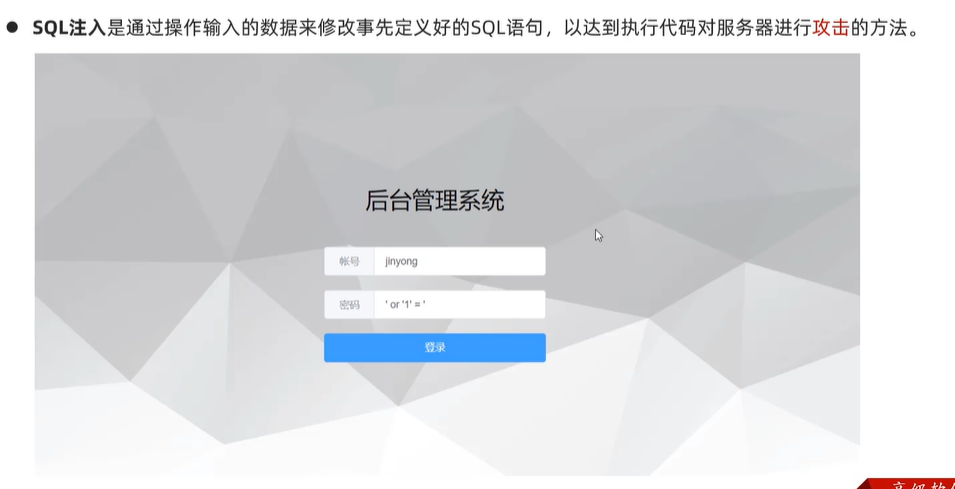 ● SQL注入是通过操作输入的数据来修改事先定义好的SQL语句，以达到执行代码对服务器进行攻击的方法。
后台管理系统
帐号 jinyong
密码 ' or '1' = '
登录